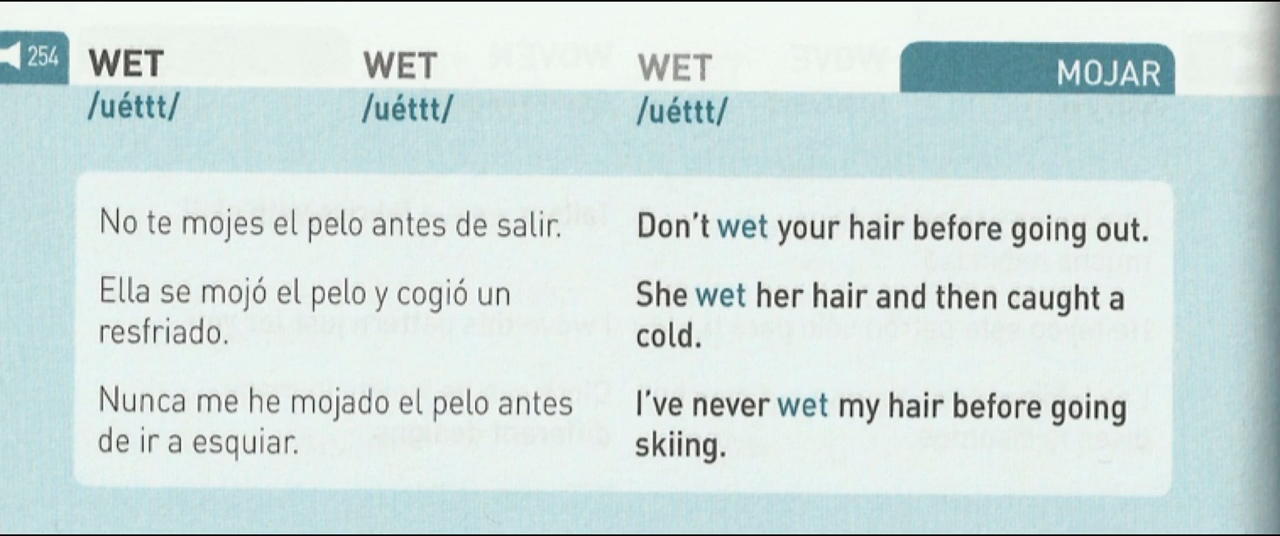 254
WET WET WET MOJAR
/uéttt/ /uéttt/ /uéttt/
No te mojes el pelo antes de salir. Don't wet your hair before going out.
Ella se mojó el pelo y cogió un She wet her hair and then caught a
resfriado. cold.
Nunca me he mojado el pelo antes I've never wet my hair before going
de ir a esquiar. skiing.